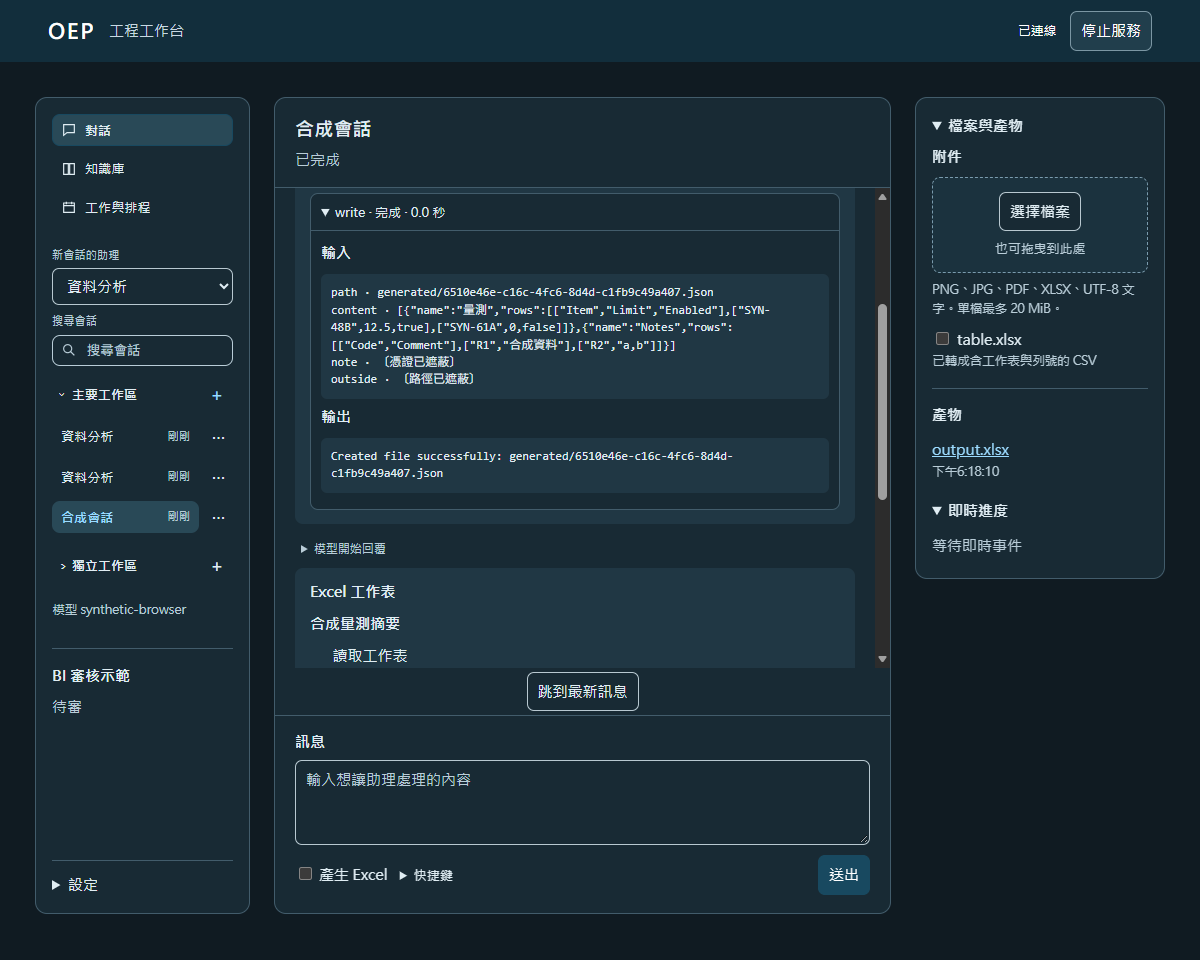 OEP 工程工作台
已連線
停止服務
對話
知識庫
工作與排程
新會話的助理
資料分析
搜尋會話
搜尋會話
主要工作區 +
資料分析 剛剛 ...
資料分析 剛剛 ...
合成會話 剛剛 ...
獨立工作區 +
模型 synthetic-browser
BI 審核示範
待審
設定
合成會話
已完成
write · 完成 · 0.0 秒
輸入
path · generated/6510e46e-c16c-4fc6-8d4d-c1fb9c49a407.json
content · [{"name":"量測","rows":[["Item","Limit","Enabled"],["SYN-
48B",12.5,true],["SYN-61A",0,false]]},{"name":"Notes","rows":
[["Code","Comment"],["R1","合成資料"],["R2","a,b"]]}]
note · 〔憑證已遮蔽〕
outside · 〔路徑已遮蔽〕
輸出
Created file successfully: generated/6510e46e-c16c-4fc6-8d4d-
c1fb9c49a407.json
模型開始回覆
Excel 工作表
合成量測摘要
讀取工作表
跳到最新訊息
訊息
輸入想讓助理處理的內容
產生 Excel
快捷鍵
送出
檔案與產物
附件
選擇檔案
也可拖曳到此處
PNG、JPG、PDF、XLSX、UTF-8 文
字。單檔最多 20 MiB。
table.xlsx
已轉成含工作表與列號的 CSV
產物
output.xlsx
下午6:18:10
即時進度
等待即時事件